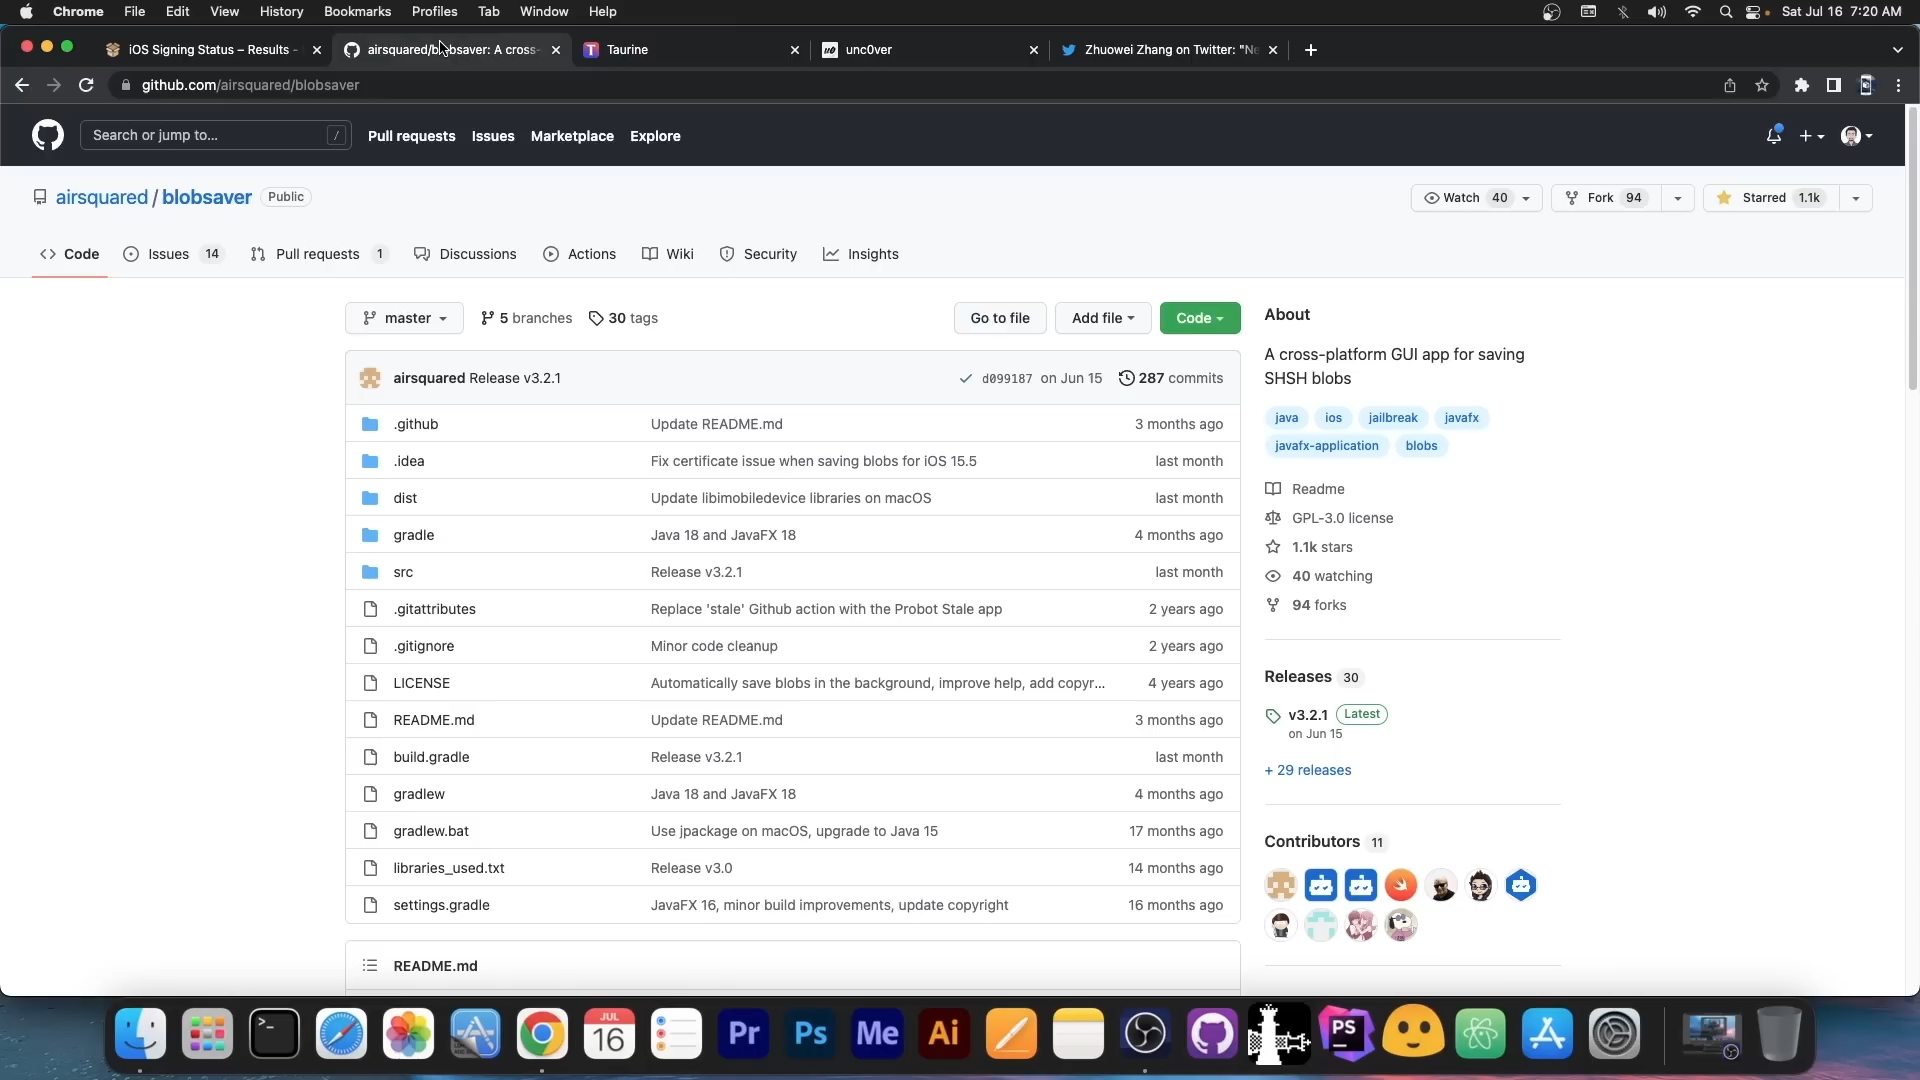 Chrome File Edit View History Bookmarks Profiles Tab Window Help Sat Jul 16 7:20 AM
iOS Signing Status – Results - airsquared/blobsaver: A cross- Taurine unc0ver Zhuowei Zhang on Twitter: "Ne
github.com/airsquared/blobsaver
Search or jump to... / Pull requests Issues Marketplace Explore
airsquared / blobsaver Public Watch 40 Fork 94 Starred 1.1k
Code Issues 14 Pull requests 1 Discussions Actions Wiki Security Insights
master 5 branches 30 tags Go to file Add file Code
airsquared Release v3.2.1 d099187 on Jun 15 287 commits
.github Update README.md 3 months ago
.idea Fix certificate issue when saving blobs for iOS 15.5 last month
dist Update libimobiledevice libraries on macOS last month
gradle Java 18 and JavaFX 18 4 months ago
src Release v3.2.1 last month
.gitattributes Replace 'stale' Github action with the Probot Stale app 2 years ago
.gitignore Minor code cleanup 2 years ago
LICENSE Automatically save blobs in the background, improve help, add copyr... 4 years ago
README.md Update README.md 3 months ago
build.gradle Release v3.2.1 last month
gradlew Java 18 and JavaFX 18 4 months ago
gradlew.bat Use jpackage on macOS, upgrade to Java 15 17 months ago
libraries_used.txt Release v3.0 14 months ago
settings.gradle JavaFX 16, minor build improvements, update copyright 16 months ago
README.md
About
A cross-platform GUI app for saving
SHSH blobs
java ios jailbreak javafx
javafx-application blobs
Readme
GPL-3.0 license
1.1k stars
40 watching
94 forks
Releases 30
v3.2.1 Latest
on Jun 15
+ 29 releases
Contributors 11
JUL
16
Pr Ps Me Ai PS